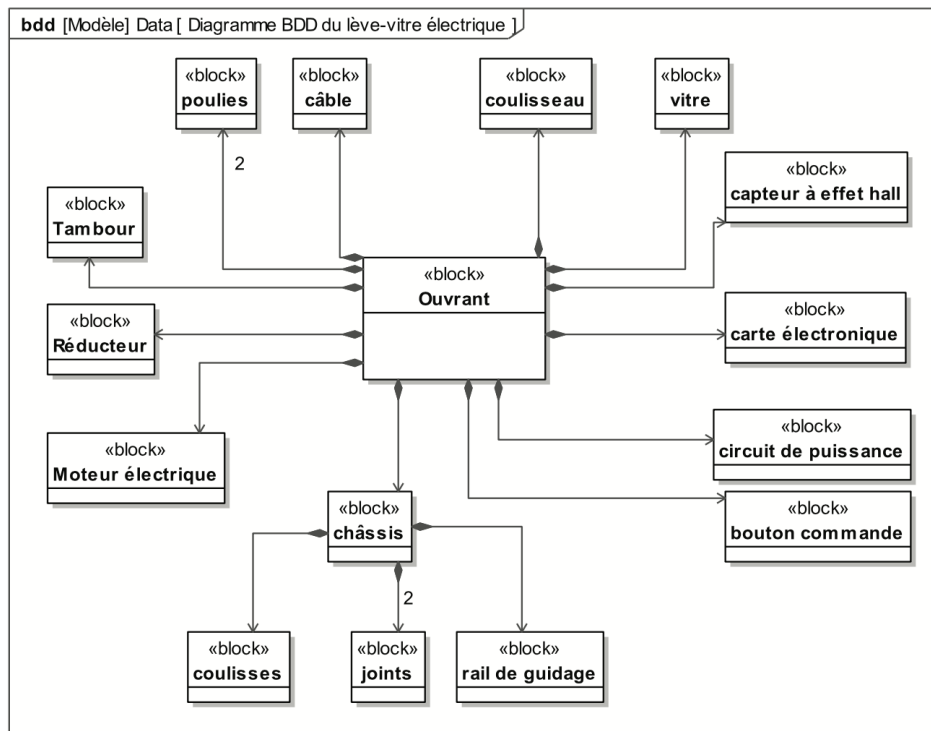 bdd [Modèle] Data [ Diagramme BDD du lève-vitre électrique ]
«block»
poulies
«block»
câble
«block»
coulisseau
«block»
vitre
2
«block»
capteur à effet hall
«block»
Tambour
«block»
Ouvrant
«block»
carte électronique
«block»
Réducteur
«block»
circuit de puissance
«block»
Moteur électrique
«block»
châssis
«block»
bouton commande
2
«block»
coulisses
«block»
joints
«block»
rail de guidage